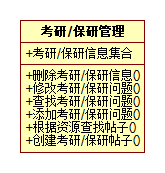 考研/保研管理
+考研/保研信息集合
+删除考研/保研信息()
+修改考研/保研问题()
+查找考研/保研问题()
+添加考研/保研问题()
+根据资源查找帖子()
+创建考研/保研帖子()